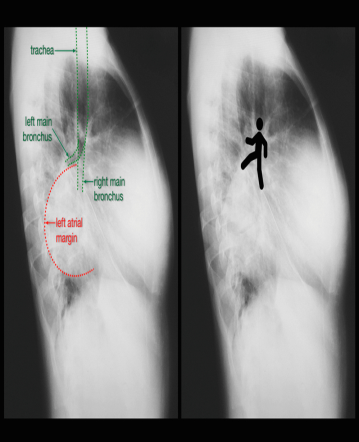 trachea
left main
bronchus
right main
bronchus
left atrial
margin